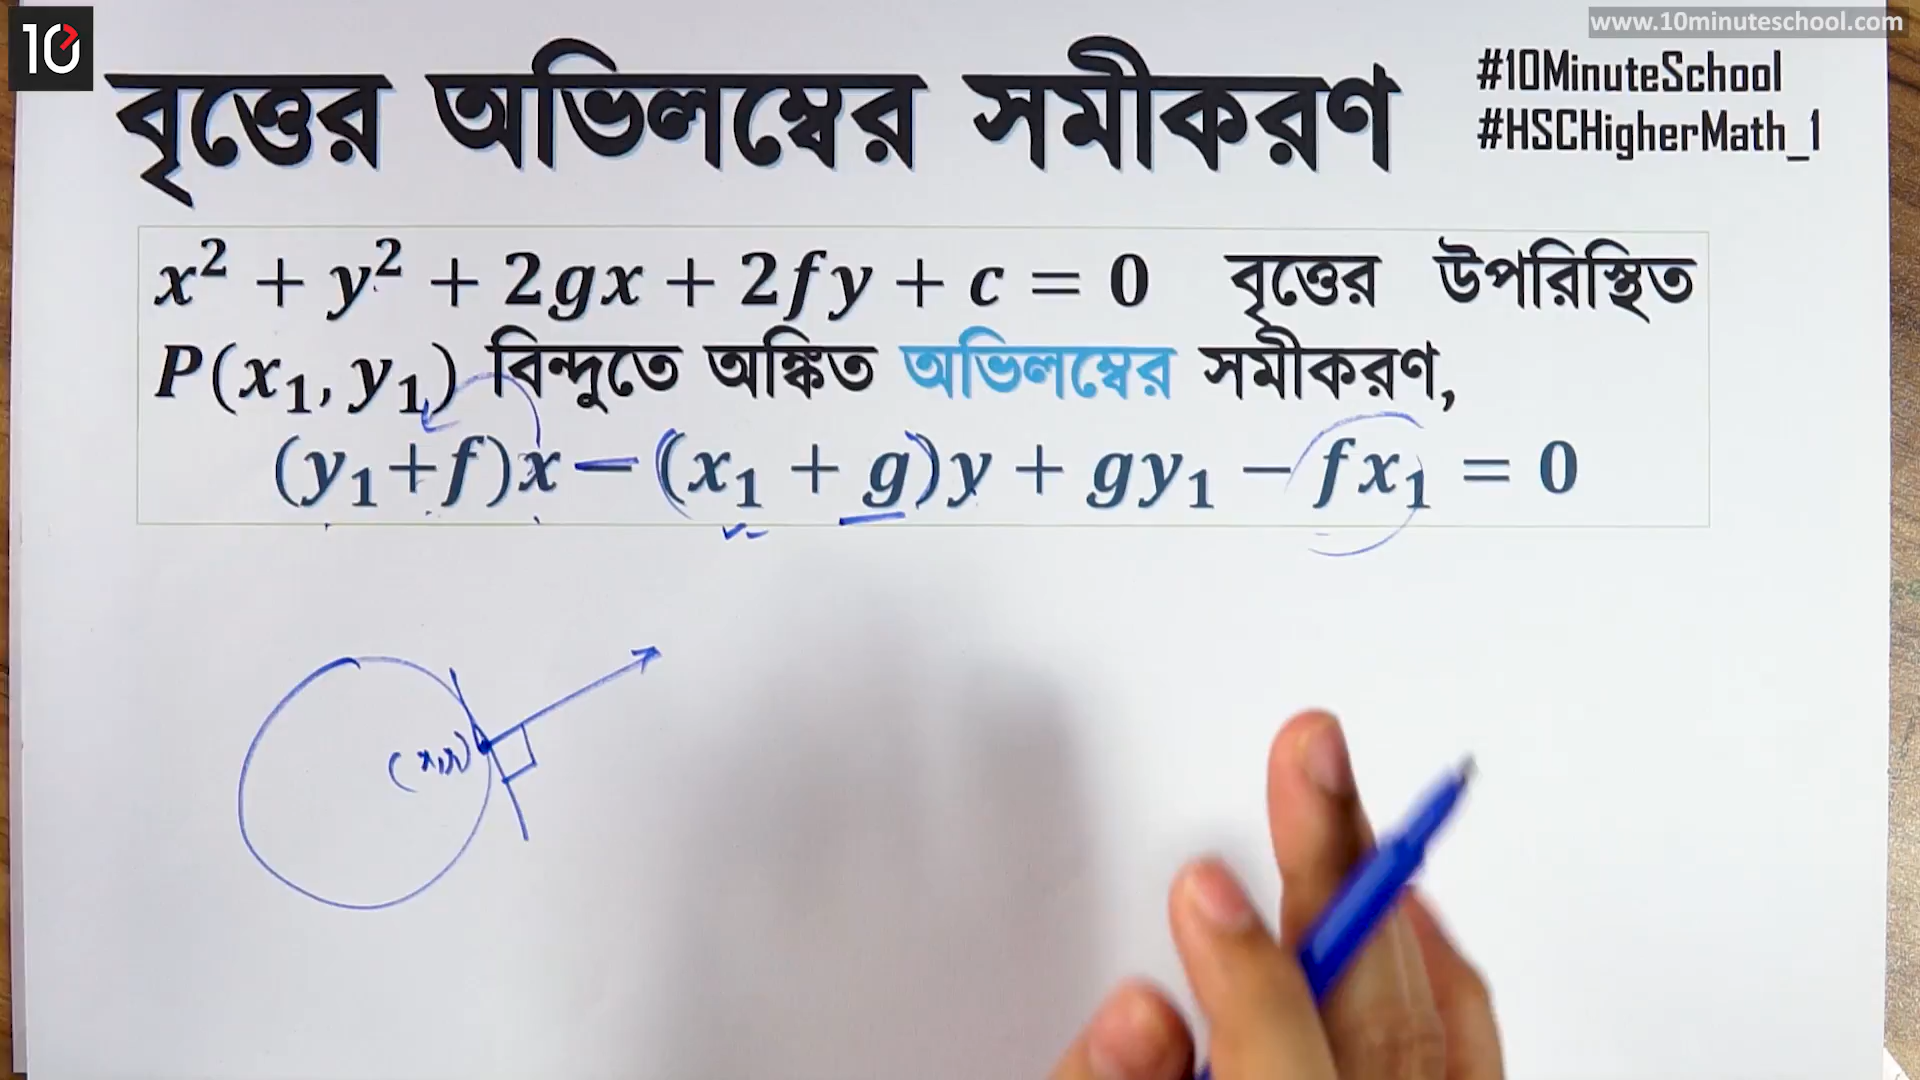 10
www.10minuteschool.com
বৃত্তের অভিলম্বের সমীকরণ
#10MinuteSchool
#HSCHigherMath_1
x² + y² + 2gx + 2fy + c = 0 বৃত্তের উপরিস্থিত
P(x₁, y₁) বিন্দুতে অঙ্কিত অভিলম্বের সমীকরণ,
(y₁+f)x − (x₁ + g)y + gy₁ − fx₁ = 0